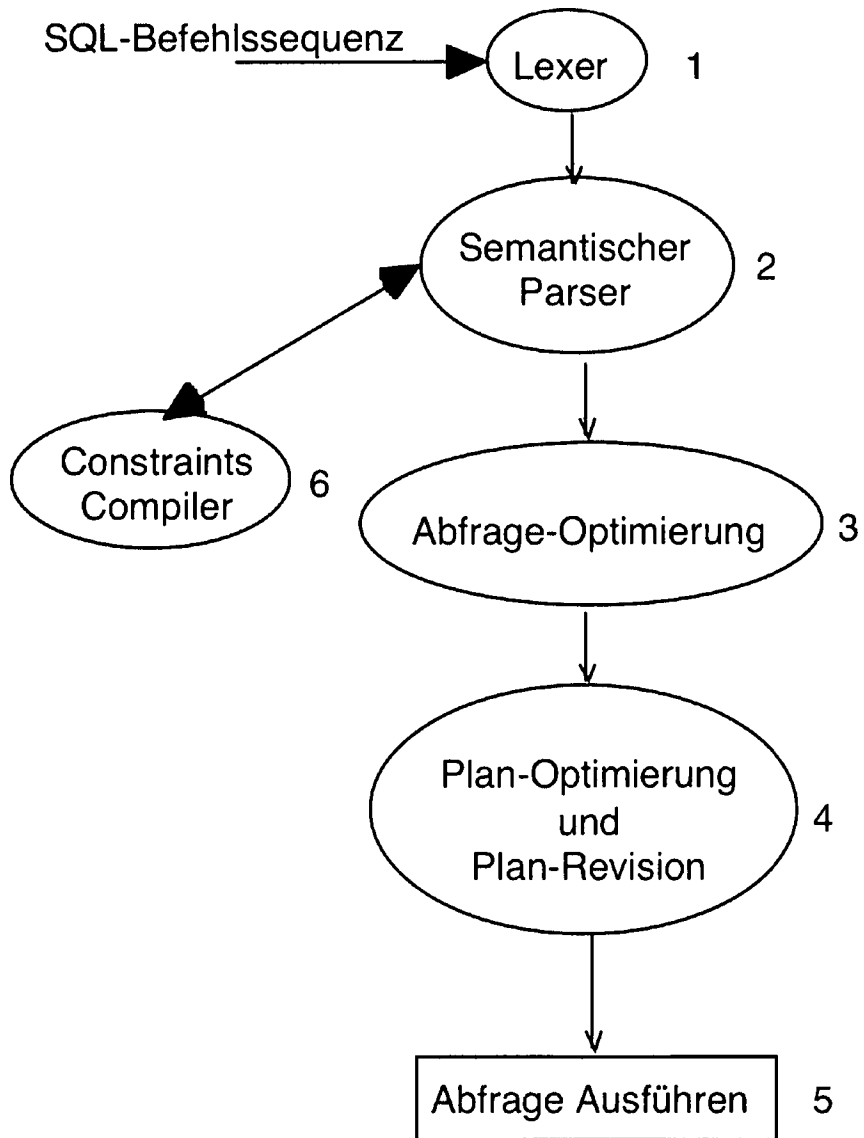 SQL-Befehlssequenz
Lexer
1
Semantischer
Parser
2
Constraints
Compiler
6
Abfrage-Optimierung
3
Plan-Optimierung
und
Plan-Revision
4
Abfrage Ausführen
5